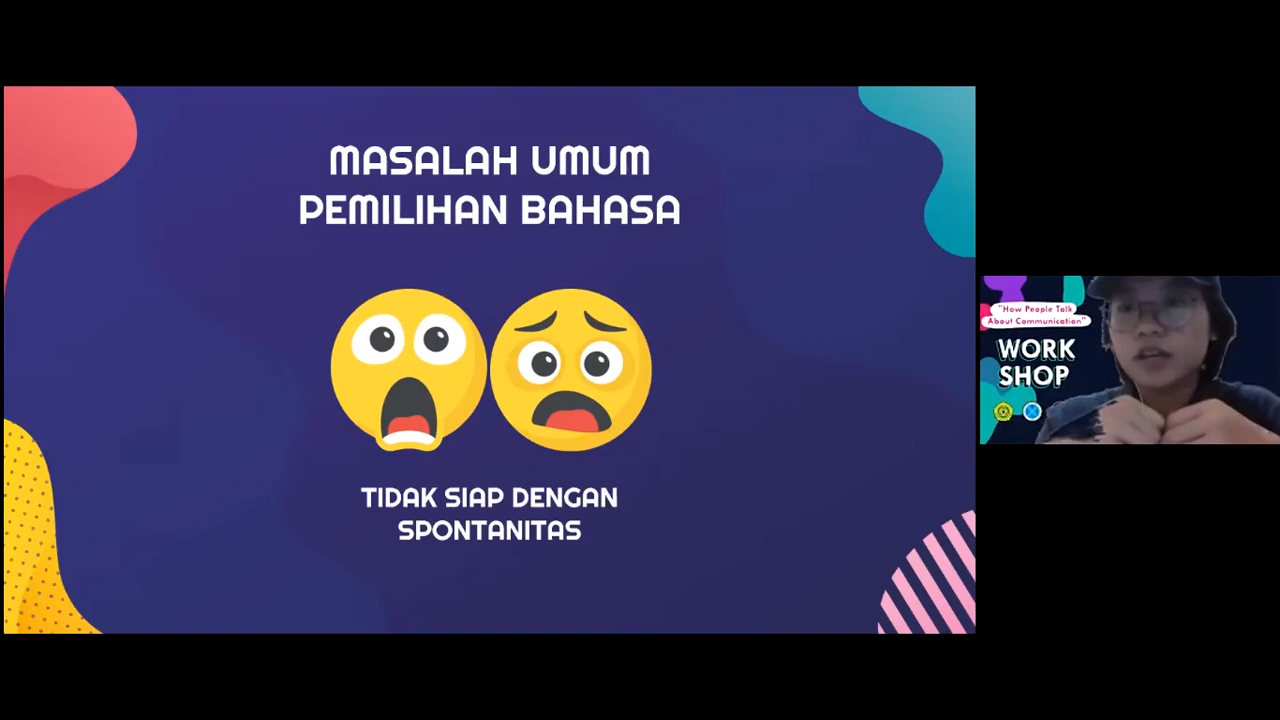 MASALAH UMUM
PEMILIHAN BAHASA
TIDAK SIAP DENGAN
SPONTANITAS
"How People Talk
About Communication"
WORK
SHOP